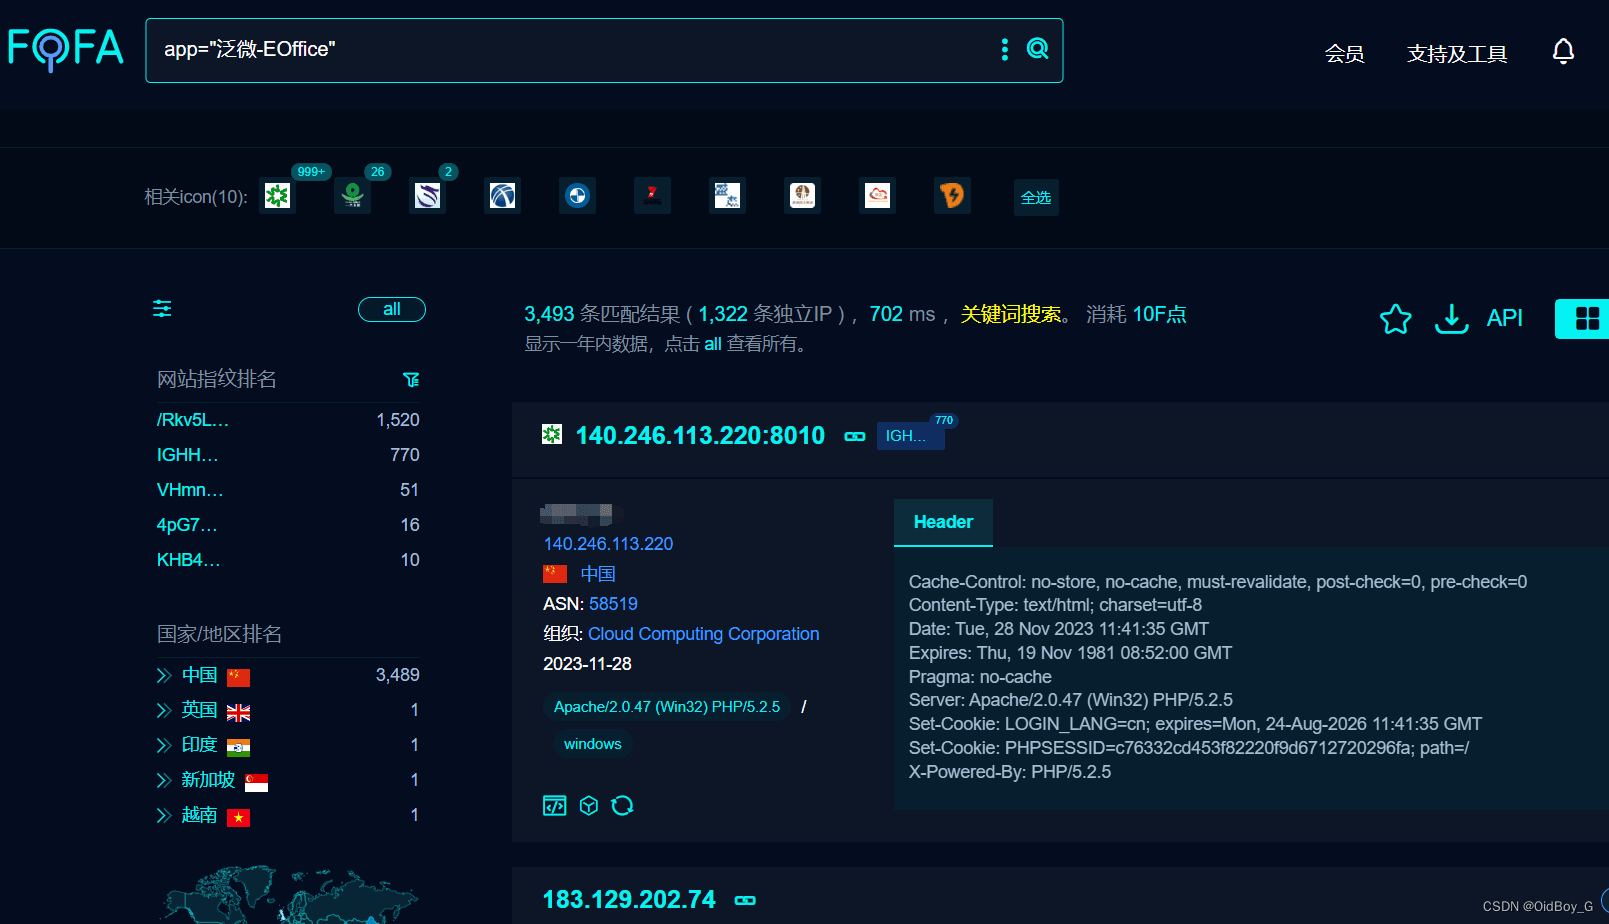 FOFA
app="泛微-EOffice"
会员
支持及工具
相关icon(10):
999+
26
2
全选
all
3,493 条匹配结果 ( 1,322 条独立IP ) ，702 ms ，关键词搜索。 消耗 10F点
显示一年内数据，点击 all 查看所有。
API
网站指纹排名
/Rkv5L... 1,520
IGHH... 770
VHmn... 51
4pG7... 16
KHB4... 10
国家/地区排名
中国 3,489
英国 1
印度 1
新加坡 1
越南 1
140.246.113.220:8010
IGH...
770
140.246.113.220
中国
ASN: 58519
组织: Cloud Computing Corporation
2023-11-28
Apache/2.0.47 (Win32) PHP/5.2.5 /
windows
Header
Cache-Control: no-store, no-cache, must-revalidate, post-check=0, pre-check=0
Content-Type: text/html; charset=utf-8
Date: Tue, 28 Nov 2023 11:41:35 GMT
Expires: Thu, 19 Nov 1981 08:52:00 GMT
Pragma: no-cache
Server: Apache/2.0.47 (Win32) PHP/5.2.5
Set-Cookie: LOGIN_LANG=cn; expires=Mon, 24-Aug-2026 11:41:35 GMT
Set-Cookie: PHPSESSID=c76332cd453f82220f9d6712720296fa; path=/
X-Powered-By: PHP/5.2.5
183.129.202.74
CSDN @OidBoy_G